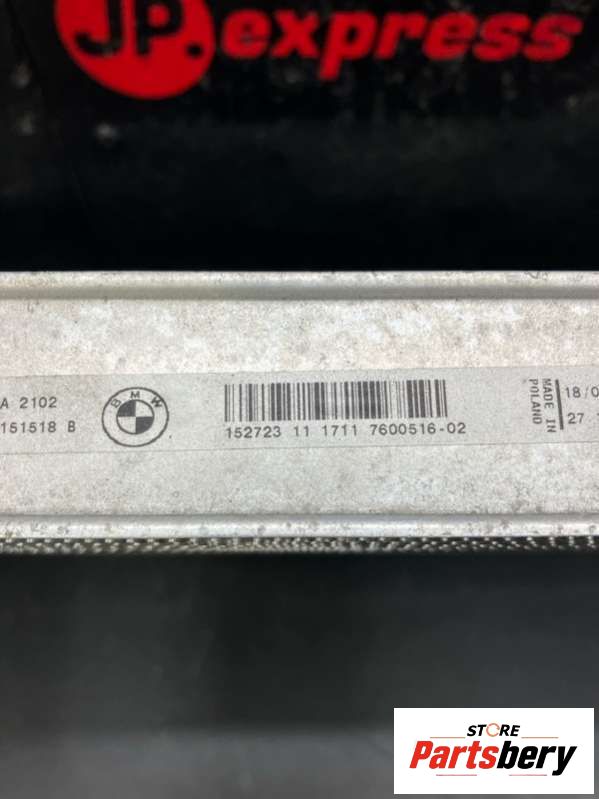 JP.express
A 2102
151518 B
BMW
152723 11 1711 7600516-02
MADE IN
POLAND
18/0
27
STORE
Partsbery